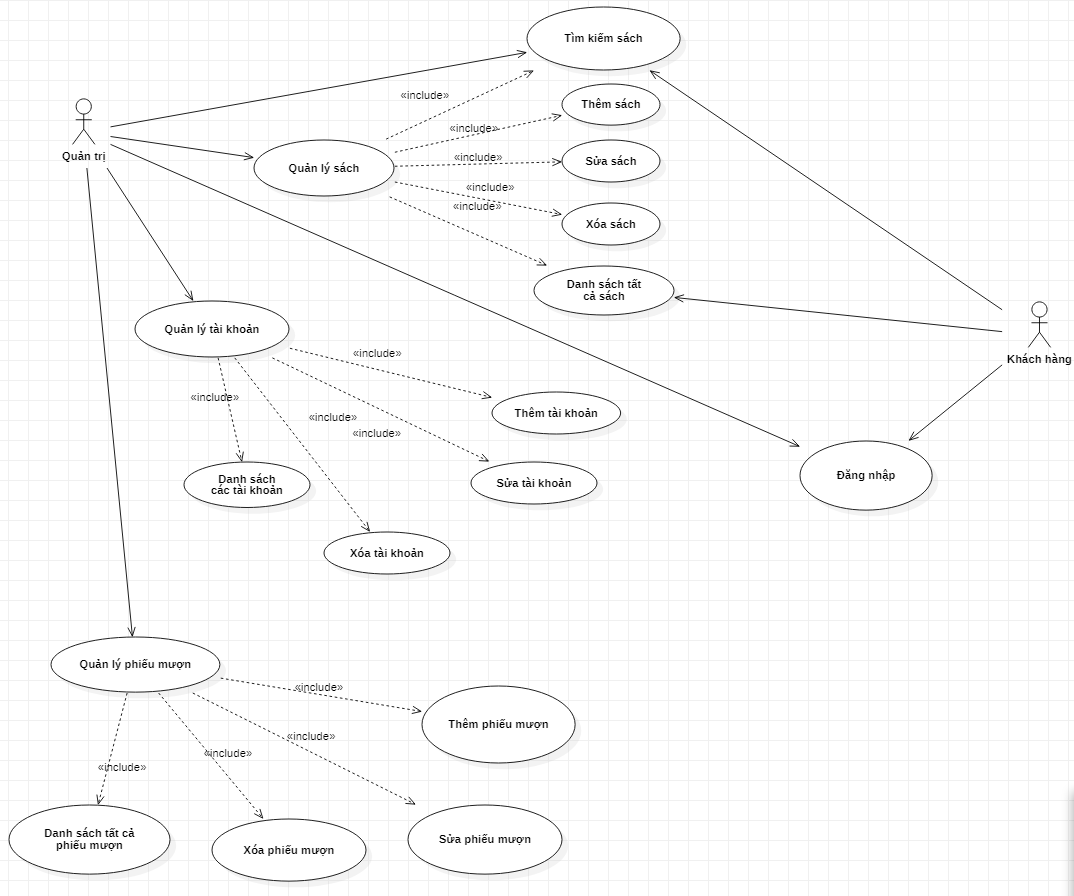 Tìm kiếm sách
«include»
Thêm sách
«include»
Quản trị
Quản lý sách
«include»
Sửa sách
«include»
«include»
Xóa sách
Danh sách tất
cả sách
Quản lý tài khoản
«include»
Khách hàng
«include»
«include»
«include»
Thêm tài khoản
Danh sách
các tài khoản
Sửa tài khoản
Đăng nhập
Xóa tài khoản
Quản lý phiếu mượn
«include»
«include»
«include»
«include»
Thêm phiếu mượn
Danh sách tất cả
phiếu mượn
Xóa phiếu mượn
Sửa phiếu mượn